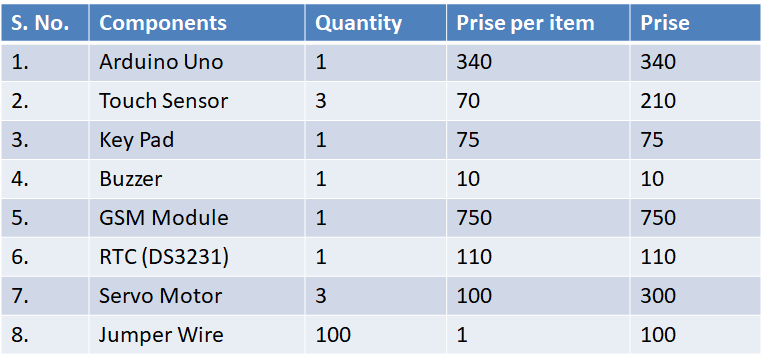 S. No. Components Quantity Prise per item Prise
1. Arduino Uno 1 340 340
2. Touch Sensor 3 70 210
3. Key Pad 1 75 75
4. Buzzer 1 10 10
5. GSM Module 1 750 750
6. RTC (DS3231) 1 110 110
7. Servo Motor 3 100 300
8. Jumper Wire 100 1 100